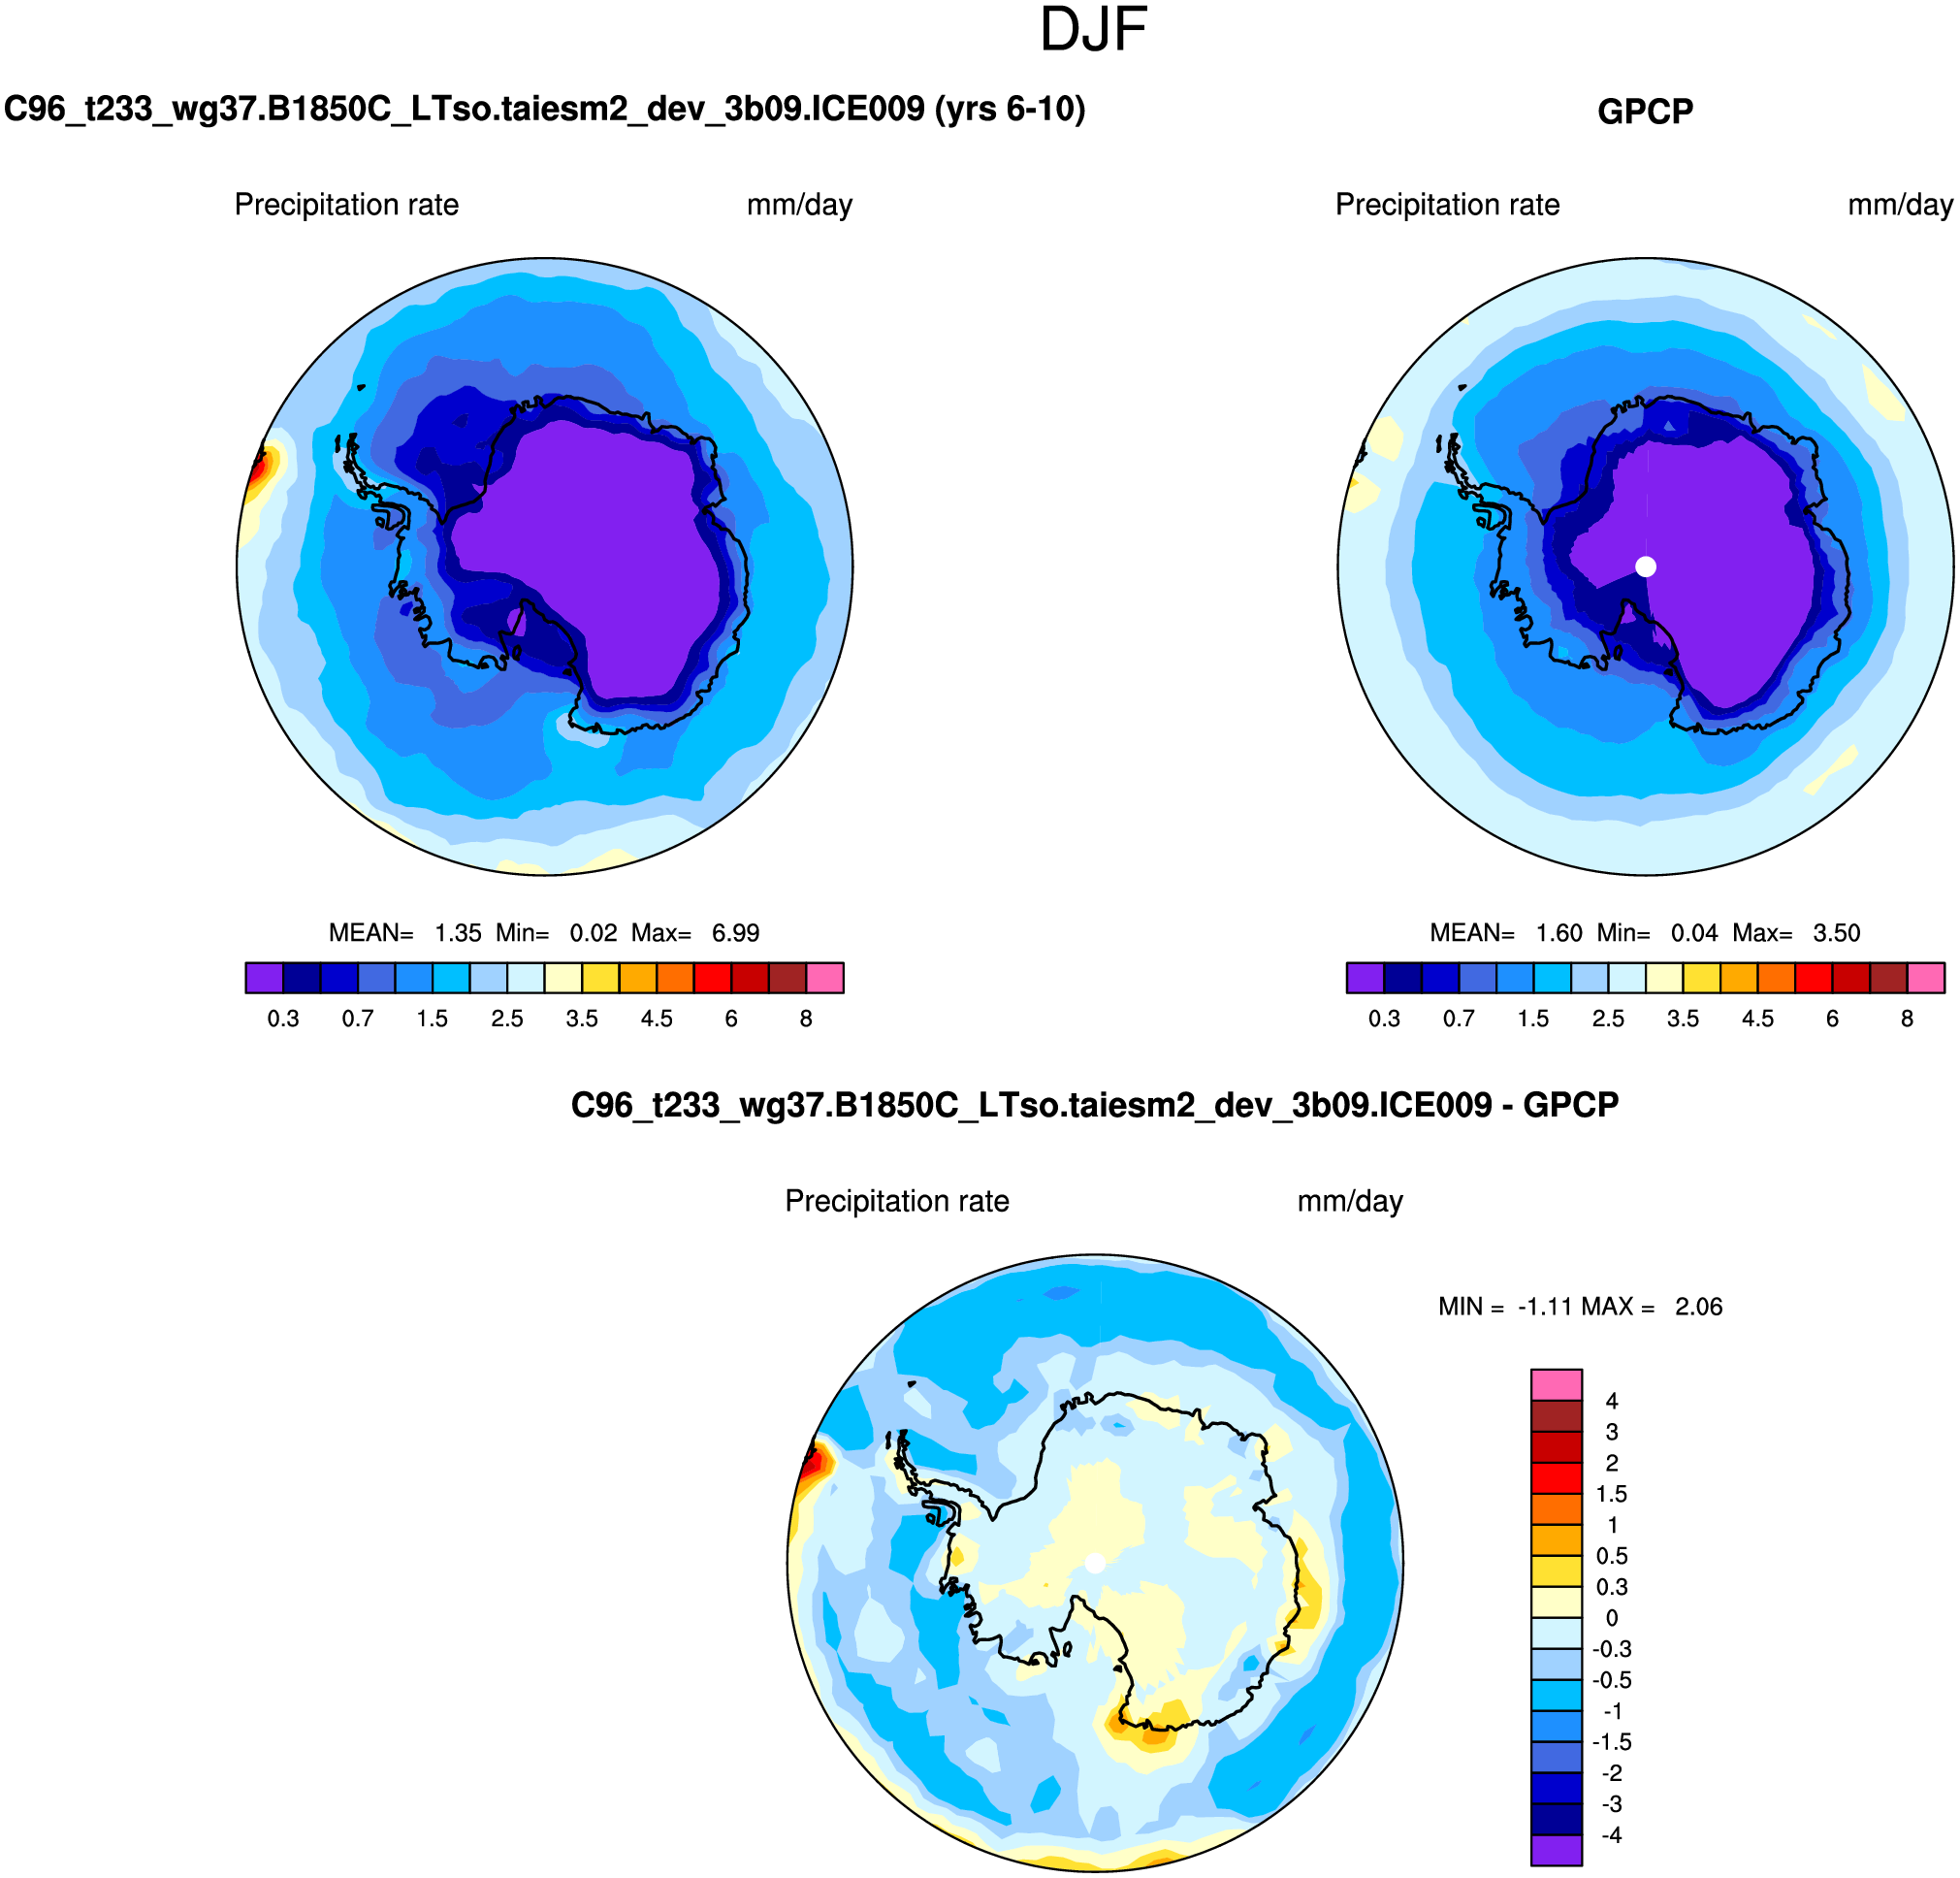 DJF
C96_t233_wg37.B1850C_LTso.taiesm2_dev_3b09.ICE009 (yrs 6-10)
GPCP
Precipitation rate mm/day
Precipitation rate mm/day
MEAN= 1.35 Min= 0.02 Max= 6.99
MEAN= 1.60 Min= 0.04 Max= 3.50
0.3 0.7 1.5 2.5 3.5 4.5 6 8
0.3 0.7 1.5 2.5 3.5 4.5 6 8
C96_t233_wg37.B1850C_LTso.taiesm2_dev_3b09.ICE009 - GPCP
Precipitation rate mm/day
MIN = -1.11 MAX = 2.06
4
3
2
1.5
1
0.5
0.3
0
-0.3
-0.5
-1
-1.5
-2
-3
-4